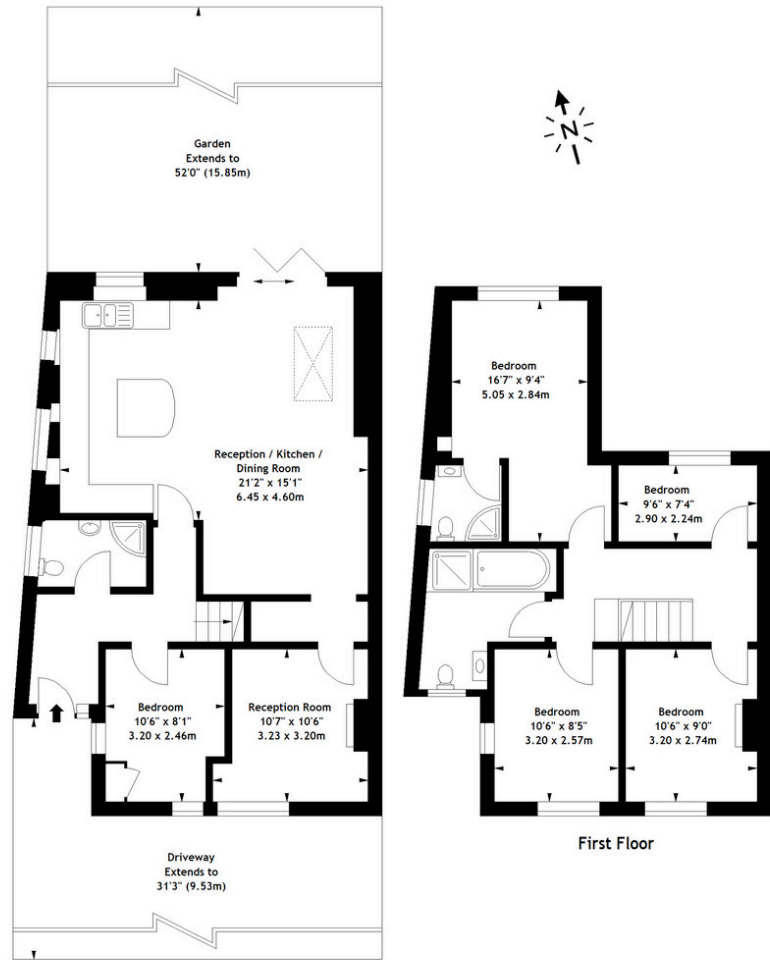 Garden
Extends to
52'0" (15.85m)
N
Reception / Kitchen /
Dining Room
21'2" x 15'1"
6.45 x 4.60m
Bedroom
10'6" x 8'1"
3.20 x 2.46m
Reception Room
10'7" x 10'6"
3.23 x 3.20m
Driveway
Extends to
31'3" (9.53m)
Bedroom
16'7" x 9'4"
5.05 x 2.84m
Bedroom
9'6" x 7'4"
2.90 x 2.24m
Bedroom
10'6" x 8'5"
3.20 x 2.57m
Bedroom
10'6" x 9'0"
3.20 x 2.74m
First Floor